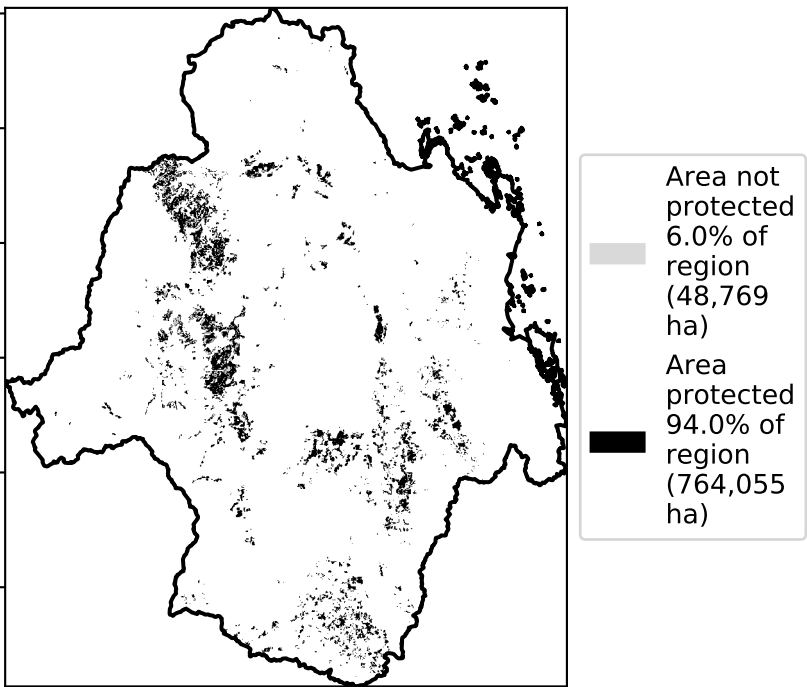 Area not
protected
6.0% of
region
(48,769
ha)
Area
protected
94.0% of
region
(764,055
ha)